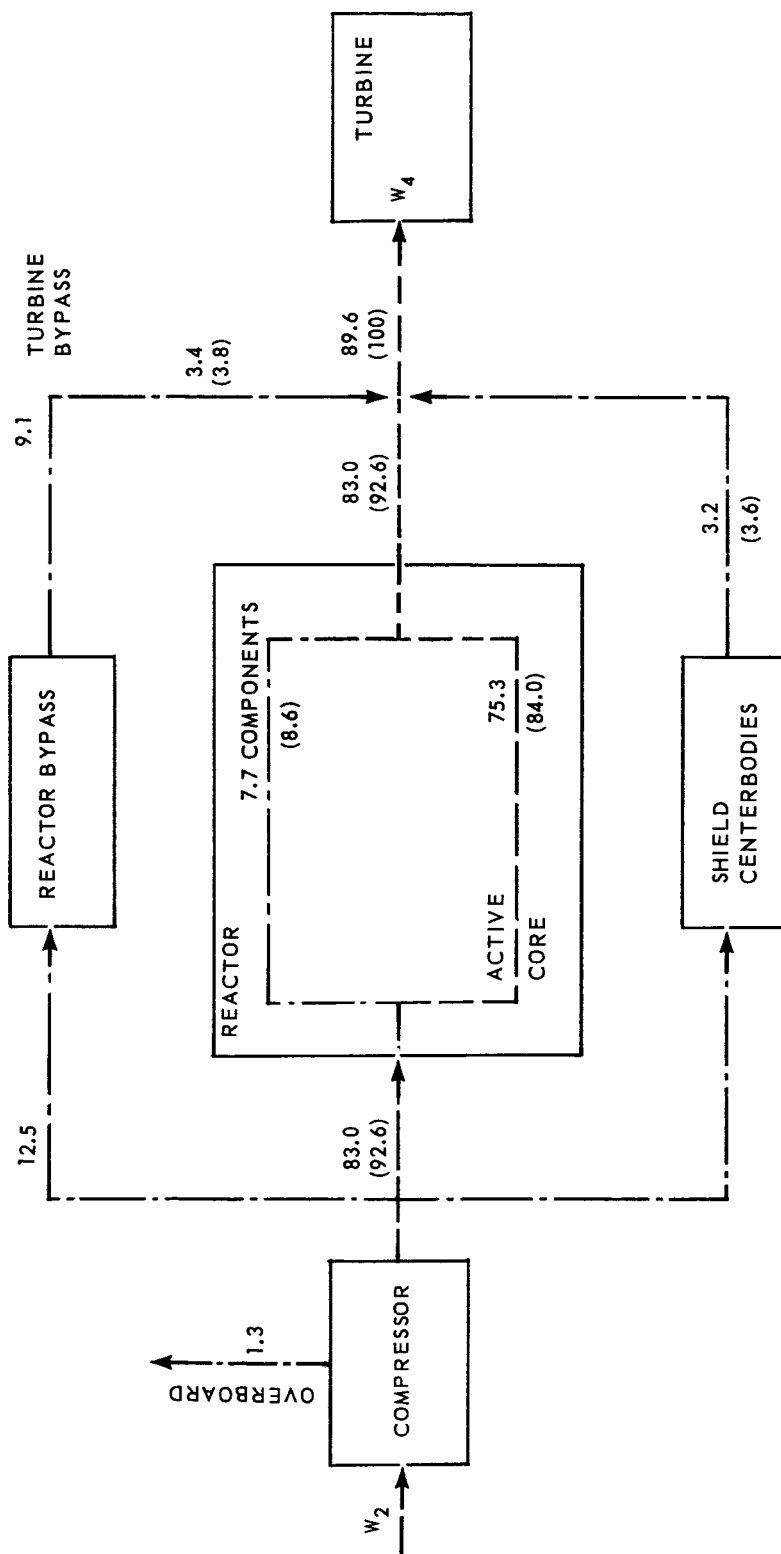 W2
COMPRESSOR
OVERBOARD
1.3
12.5
83.0
(92.6)
REACTOR BYPASS
REACTOR
7.7 COMPONENTS
(8.6)
ACTIVE
CORE
75.3
(84.0)
SHIELD
CENTERBODIES
9.1
TURBINE
BYPASS
3.4
(3.8)
83.0
(92.6)
89.6
(100)
3.2
(3.6)
W4
TURBINE